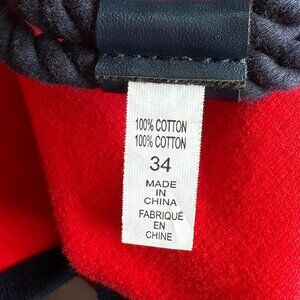 100% COTTON
100% COTTON
34
MADE
IN
CHINA
FABRIQUÉ
EN
CHINE